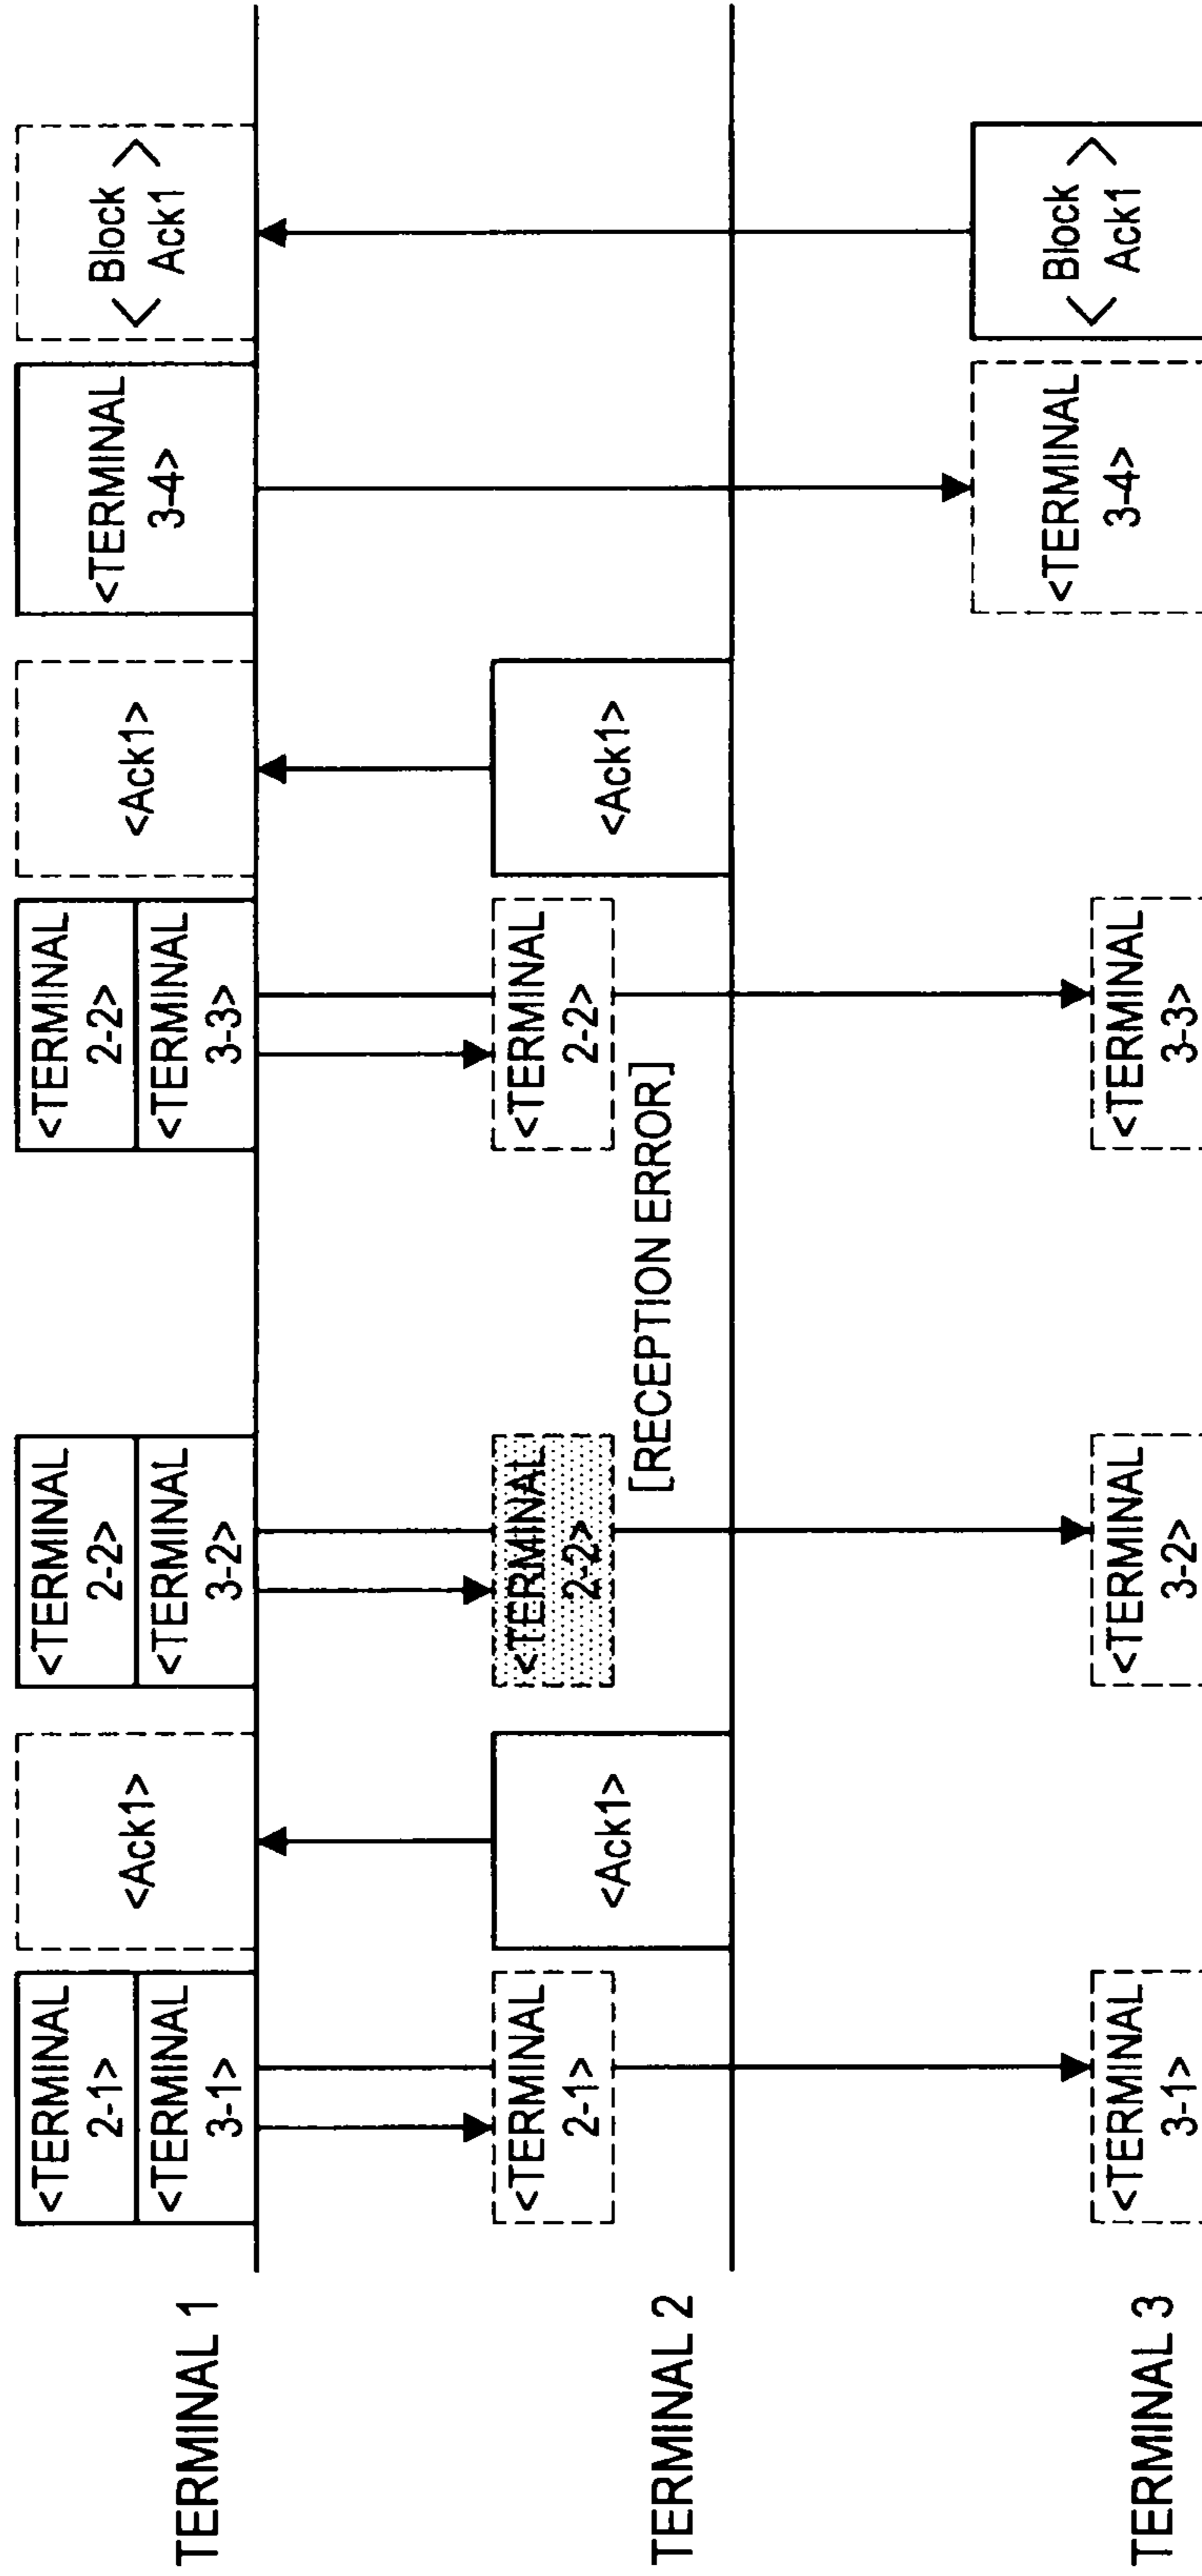 TERMINAL 1
<TERMINAL
2-1>
<TERMINAL
3-1>
<Ack1>
<TERMINAL
2-2>
<TERMINAL
3-2>
<TERMINAL
2-2>
<TERMINAL
3-3>
<Ack1>
<TERMINAL
3-4>
< Block >
Ack1
TERMINAL 2
<TERMINAL
2-1>
<Ack1>
<TERMINAL
2-2>
[RECEPTION ERROR]
<TERMINAL
2-2>
<Ack1>
TERMINAL 3
<TERMINAL
3-1>
<TERMINAL
3-2>
<TERMINAL
3-3>
<TERMINAL
3-4>
< Block >
Ack1